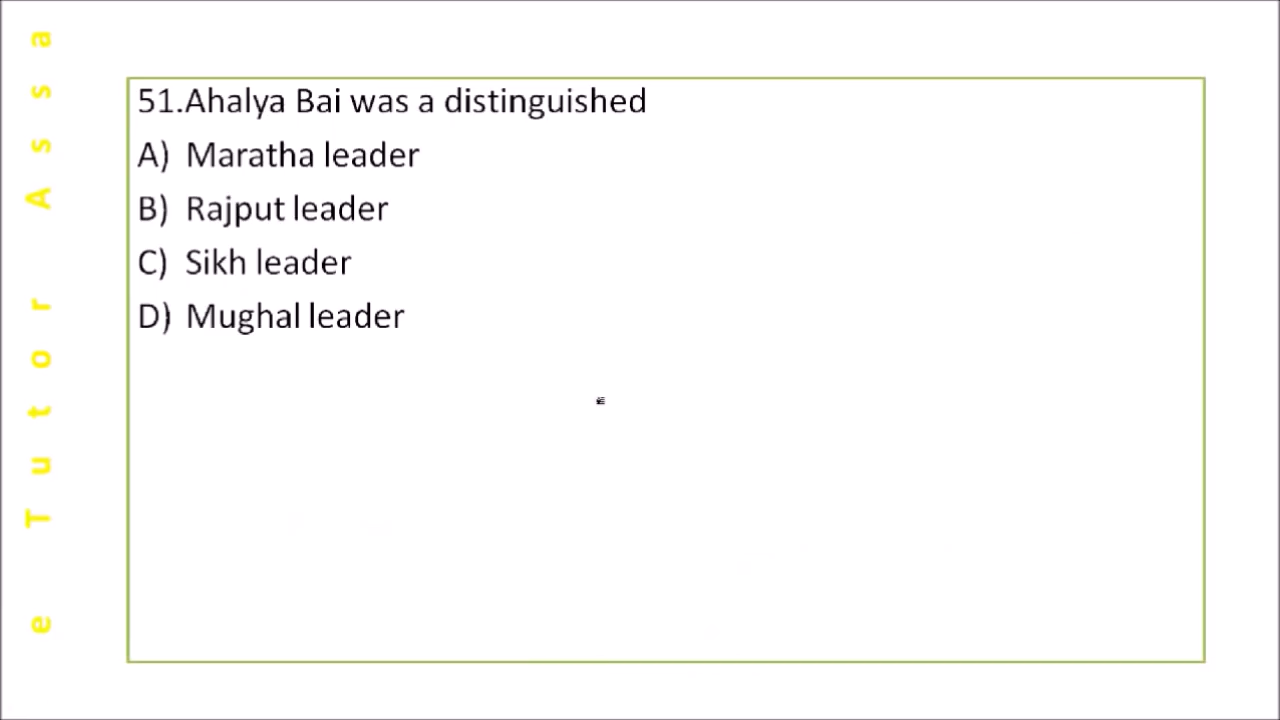 e Tutor Assa
51.Ahalya Bai was a distinguished
A) Maratha leader
B) Rajput leader
C) Sikh leader
D) Mughal leader